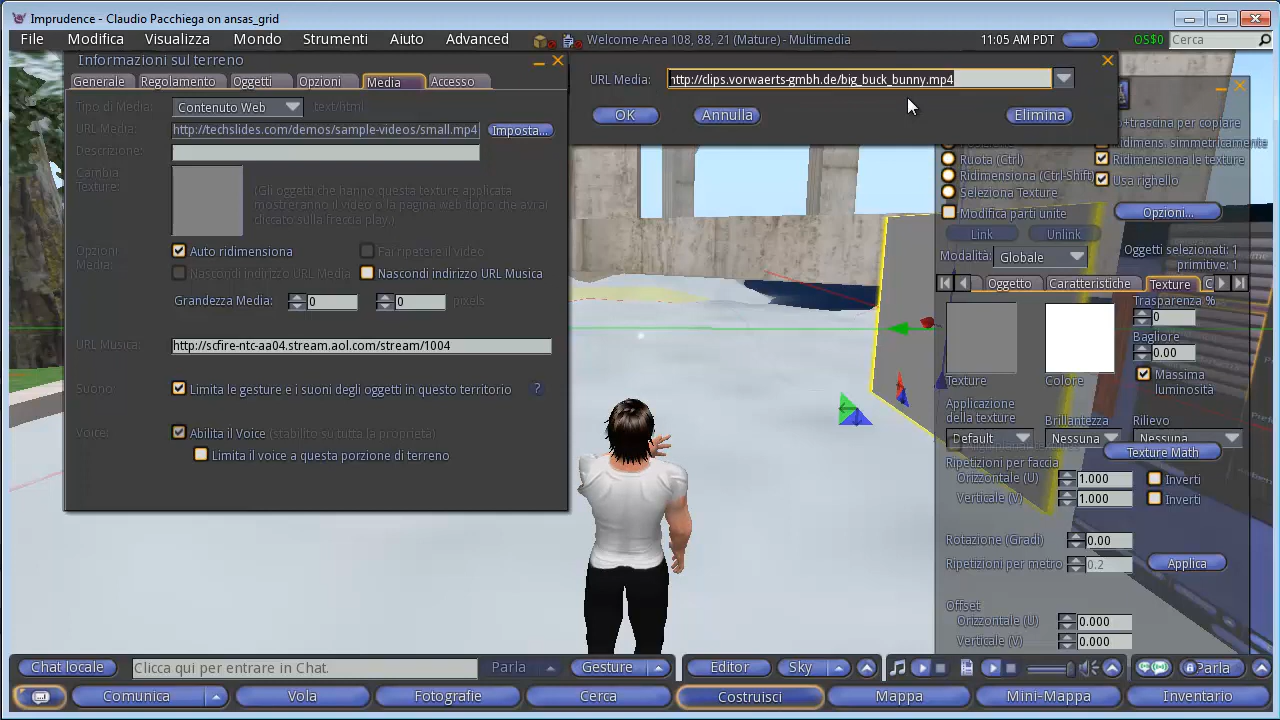 Imprudence - Claudio Pacchiega on ansas_grid
File Modifica Visualizza Mondo Strumenti Aiuto Advanced
Welcome Area 108, 88, 21 (Mature) - Multimedia
11:05 AM PDT
OS$0
Cerca
Informazioni sul terreno
Generale Regolamento Oggetti Opzioni Media Accesso
Tipo di Media: Contenuto Web text/html
URL Media: http://techslides.com/demos/sample-videos/small.mp4 Imposta...
Descrizione:
Cambia
Texture:
(Gli oggetti che hanno questa texture applicata
mostreranno il video o la pagina web dopo che avrai
cliccato sulla freccia play.)
Opzioni
Media:
Auto ridimensiona
Fai ripetere il video
Nascondi indirizzo URL Media
Nascondi indirizzo URL Musica
Grandezza Media: 0 0 pixels
URL Musica: http://scfire-ntc-aa04.stream.aol.com/stream/1004
Suono: Limita le gesture e i suoni degli oggetti in questo territorio ?
Voice: Abilita il Voice (stabilito su tutta la proprietà)
Limita il voice a questa porzione di terreno
URL Media: http://clips.vorwaerts-gmbh.de/big_buck_bunny.mp4
OK Annulla Elimina
+trascina per copiere
Ruota (Ctrl)
Ridimensiona (Ctrl-Shift)
Seleziona Texture
Ridimens. simmetricamente
Ridimensiona le texture
Usa righello
Modifica parti unite
Opzioni...
Link Unlink
Modalità: Globale
Oggetti selezionati: 1
primitive: 1
Oggetto Caratteristiche Texture C
Texture
Colore
Trasparenza %
0
Bagliore
0.00
Massima
luminosità
Applicazione
della texture
Default
Brillantezza
Nessuna
Rilievo
Nessuna
Texture Math
Ripetizioni per faccia
Orizzontale (U) 1.000 Inverti
Verticale (V) 1.000 Inverti
Rotazione (Gradi) 0.00
Ripetizioni per metro 0.2 Applica
Offset
Orizzontale (U) 0.000
Verticale (V) 0.000
Chat locale Clicca qui per entrare in Chat. Parla Gesture Editor Sky Parla
Comunica Vola Fotografie Cerca Costruisci Mappa Mini-Mappa Inventario